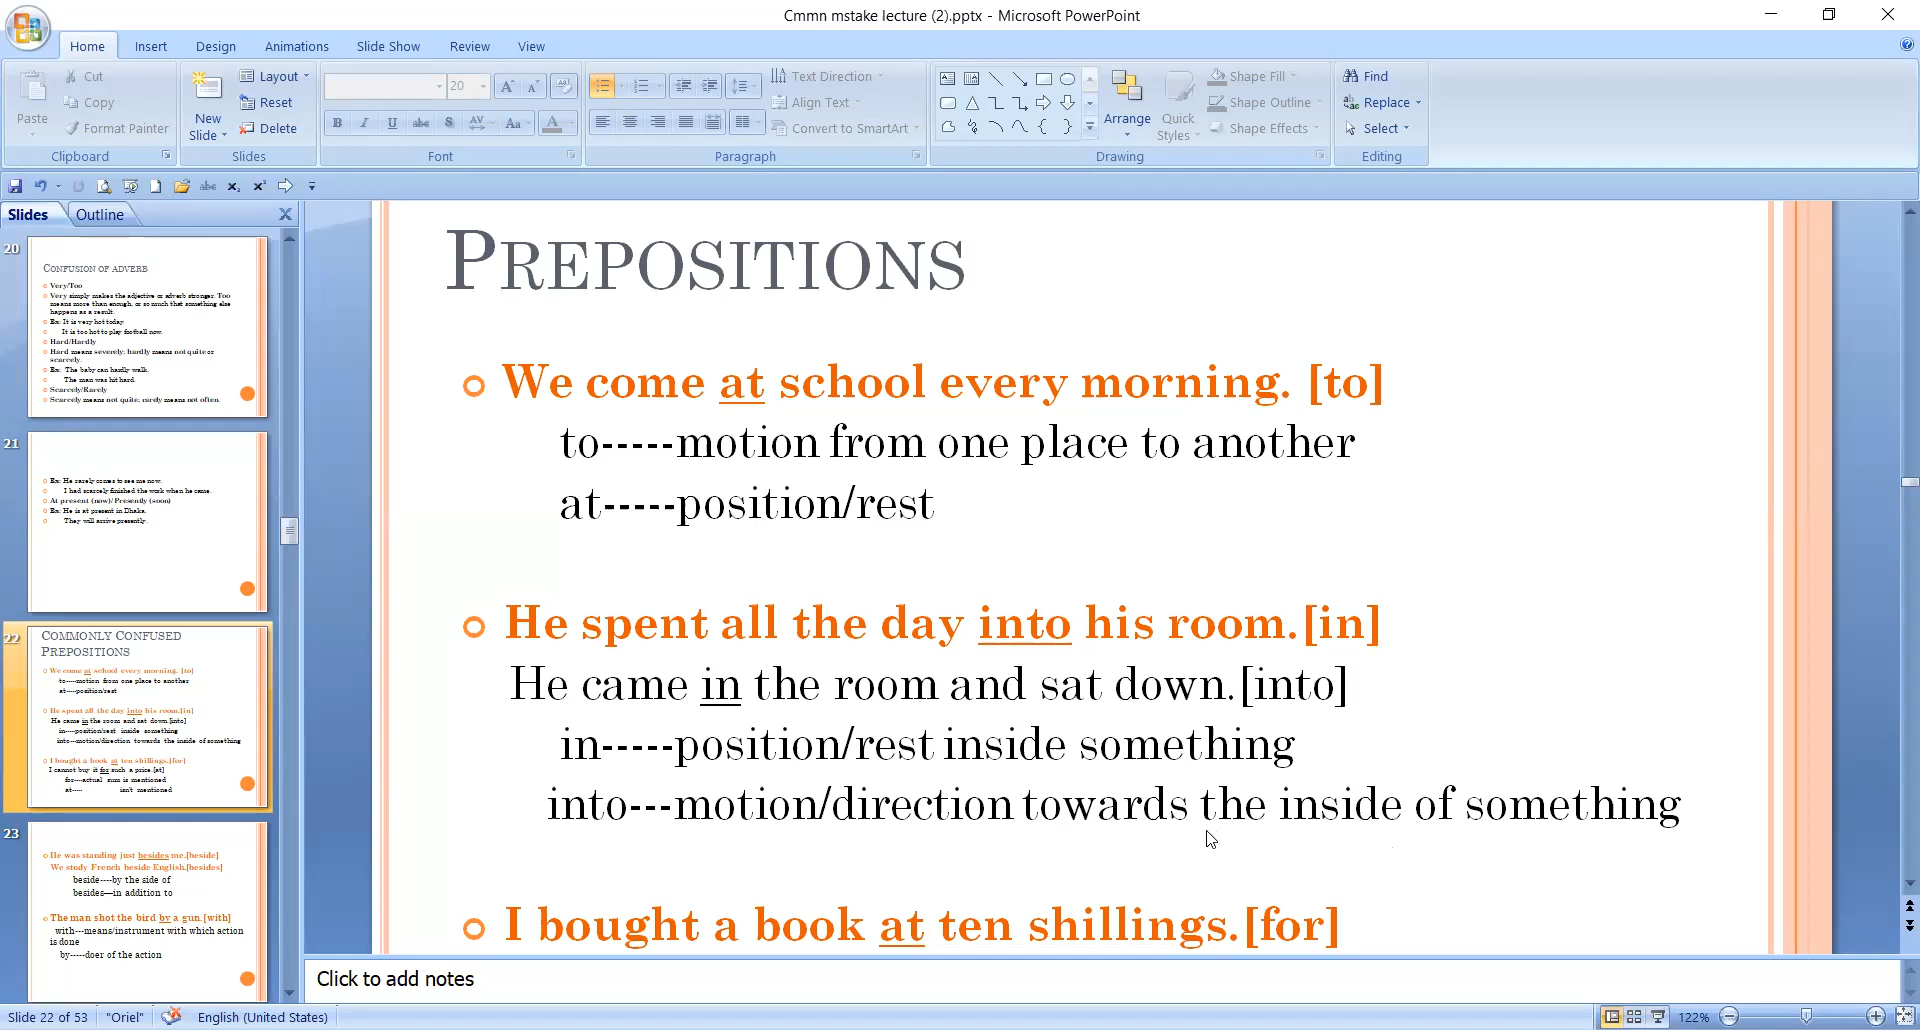 Cmmn mstake lecture (2).pptx - Microsoft PowerPoint
Home Insert Design Animations Slide Show Review View
Paste
Cut
Copy
Format Painter
Clipboard
New Slide
Layout
Reset
Delete
Slides
20
B I U abc S AV Aa A
Font
Text Direction
Align Text
Convert to SmartArt
Paragraph
Arrange
Quick Styles
Shape Fill
Shape Outline
Shape Effects
Drawing
Find
Replace
Select
Editing
Slides Outline
20
CONFUSION OF ADVERB
Very/Too
Very simply makes the adjective or adverb stronger. Too
means more than enough, or so much that something else
happens as a result.
Ex: It is very hot today.
It is too hot to play football now.
Hard/Hardly
Hard means severely; hardly means not quite or
scarcely.
Ex: The baby can hardly walk.
The man was hit hard.
Scarcely/Rarely
Scarcely means not quite; rarely means not often.
21
Ex: He rarely comes to see me now.
I had scarcely finished the work when he came.
At present (now)/ Presently (soon)
Ex: He is at present in Dhaka.
They will arrive presently.
22
COMMONLY CONFUSED
PREPOSITIONS
We come at school every morning. [to]
to-----motion from one place to another
at-----position/rest
He spent all the day into his room.[in]
He came in the room and sat down.[into]
in-----position/rest inside something
into---motion/direction towards the inside of something
I bought a book at ten shillings.[for]
I cannot buy it for such a price.[at]
for----actual sum is mentioned
at----- isn't mentioned
23
He was standing just besides me.[beside]
We study French beside English.[besides]
beside----by the side of
besides—in addition to
The man shot the bird by a gun.[with]
with---means/instrument with which action
is done
by-----doer of the action
PREPOSITIONS
We come at school every morning. [to]
to-----motion from one place to another
at-----position/rest
He spent all the day into his room.[in]
He came in the room and sat down.[into]
in-----position/rest inside something
into---motion/direction towards the inside of something
I bought a book at ten shillings.[for]
Click to add notes
Slide 22 of 53 "Oriel" English (United States) 122%